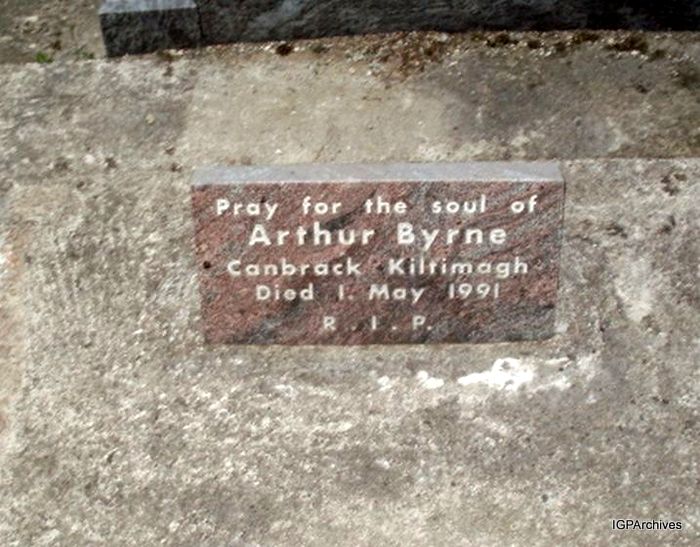 Pray for the soul of
Arthur Byrne
Canbrack Kiltimagh
Died 1. May 1991
R.I.P.
IGPArchives